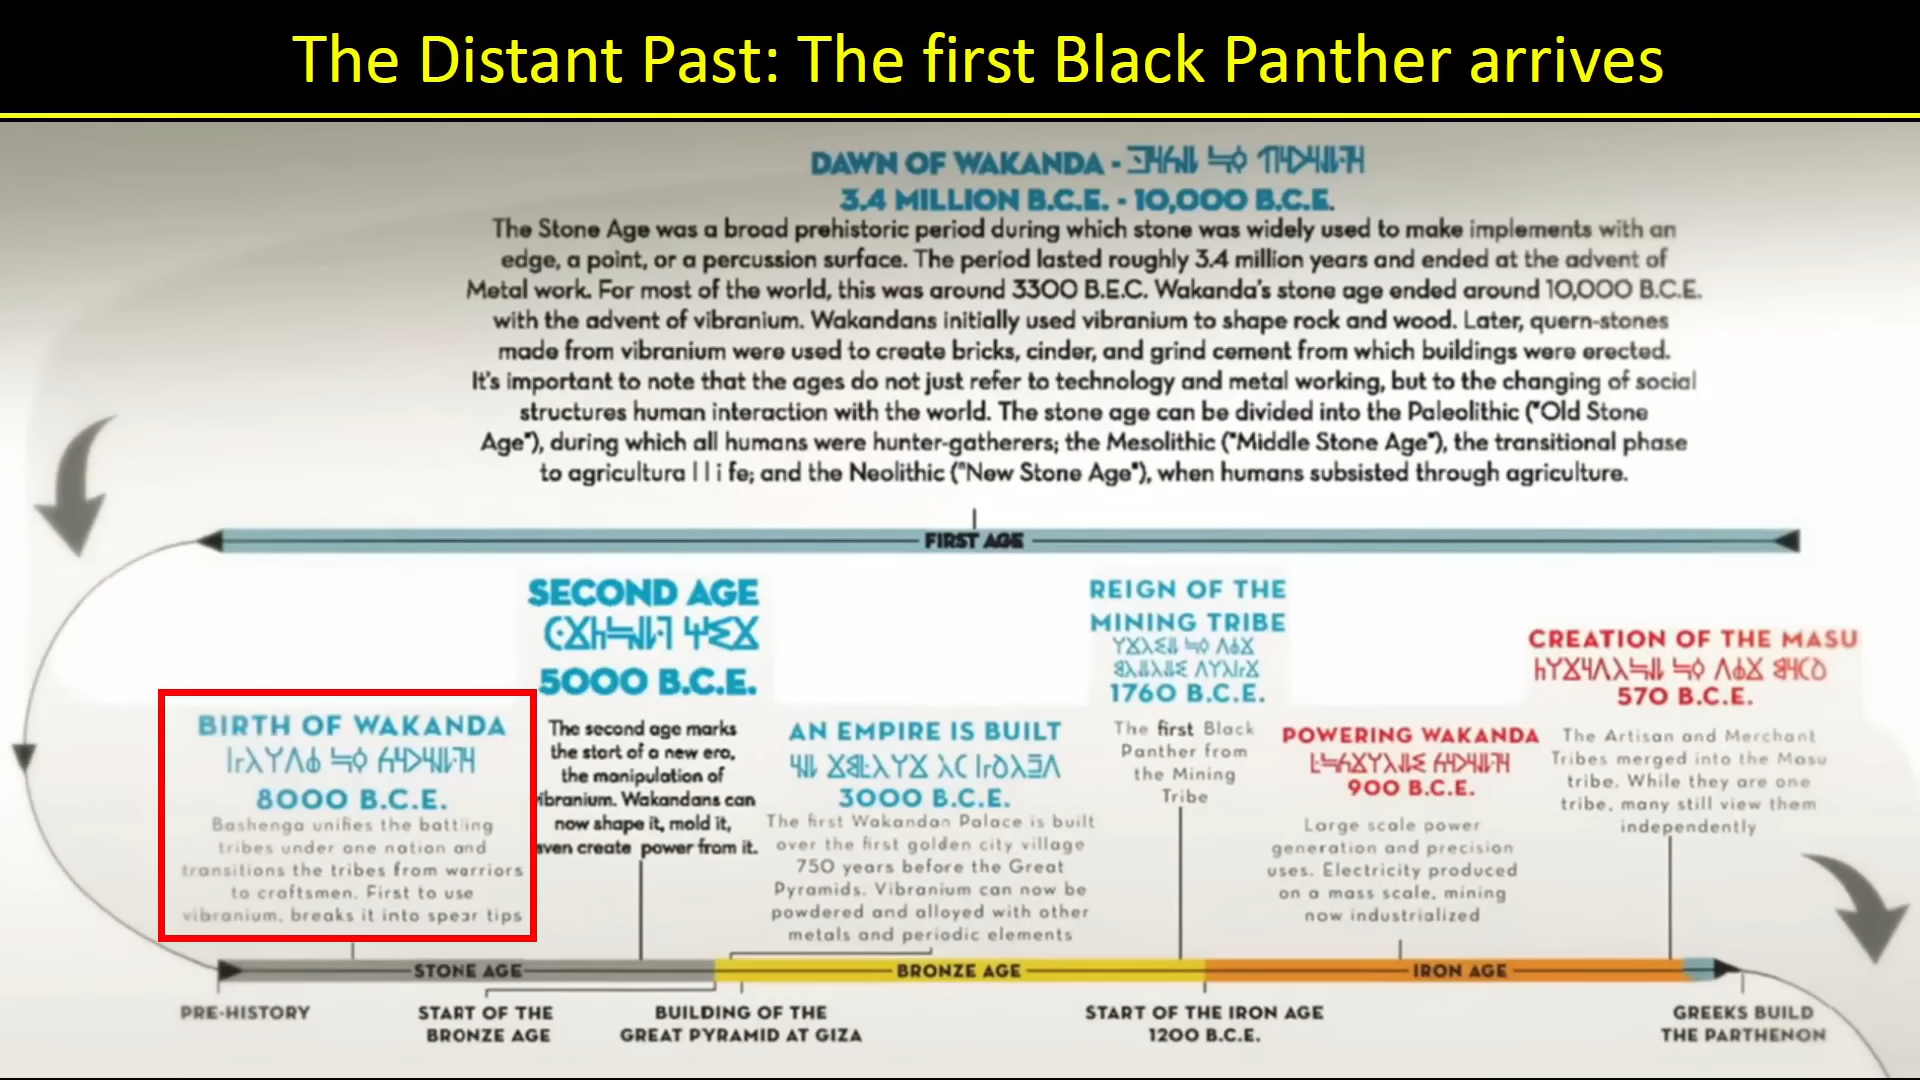 The Distant Past: The first Black Panther arrives
DAWN OF WAKANDA -
3.4 MILLION B.C.E. - 10,000 B.C.E.
The Stone Age was a broad prehistoric period during which stone was widely used to make implements with an
edge, a point, or a percussion surface. The period lasted roughly 3.4 million years and ended at the advent of
Metal work. For most of the world, this was around 3300 B.E.C. Wakanda's stone age ended around 10,000 B.C.E.
with the advent of vibranium. Wakandans initially used vibranium to shape rock and wood. Later, quern-stones
made from vibranium were used to create bricks, cinder, and grind cement from which buildings were erected.
It's important to note that the ages do not just refer to technology and metal working, but to the changing of social
structures human interaction with the world. The stone age can be divided into the Paleolithic ("Old Stone
Age"), during which all humans were hunter-gatherers; the Mesolithic ("Middle Stone Age"), the transitional phase
to agricultura l l i fe; and the Neolithic ("New Stone Age"), when humans subsisted through agriculture.
FIRST AGE
BIRTH OF WAKANDA
8000 B.C.E.
Bashenga unifies the battling
tribes under one nation and
transitions the tribes from warriors
to craftsmen. First to use
vibranium, breaks it into spear tips
SECOND AGE
5000 B.C.E.
The second age marks
the start of a new era,
the manipulation of
ibranium. Wakandans can
now shape it, mold it,
even create power from it.
AN EMPIRE IS BUILT
3000 B.C.E.
The first Wakandan Palace is built
over the first golden city village
750 years before the Great
Pyramids. Vibranium can now be
powdered and alloyed with other
metals and periodic elements
REIGN OF THE
MINING TRIBE
1760 B.C.E.
The first Black
Panther from
the Mining
Tribe
POWERING WAKANDA
900 B.C.E.
Large scale power
generation and precision
uses. Electricity produced
on a mass scale, mining
now industrialized
CREATION OF THE MASU
570 B.C.E.
The Artisan and Merchant
Tribes merged into the Masu
tribe. While they are one
tribe, many still view them
independently
STONE AGE
BRONZE AGE
IRON AGE
PRE-HISTORY
START OF THE
BRONZE AGE
BUILDING OF THE
GREAT PYRAMID AT GIZA
START OF THE IRON AGE
1200 B.C.E.
GREEKS BUILD
THE PARTHENON